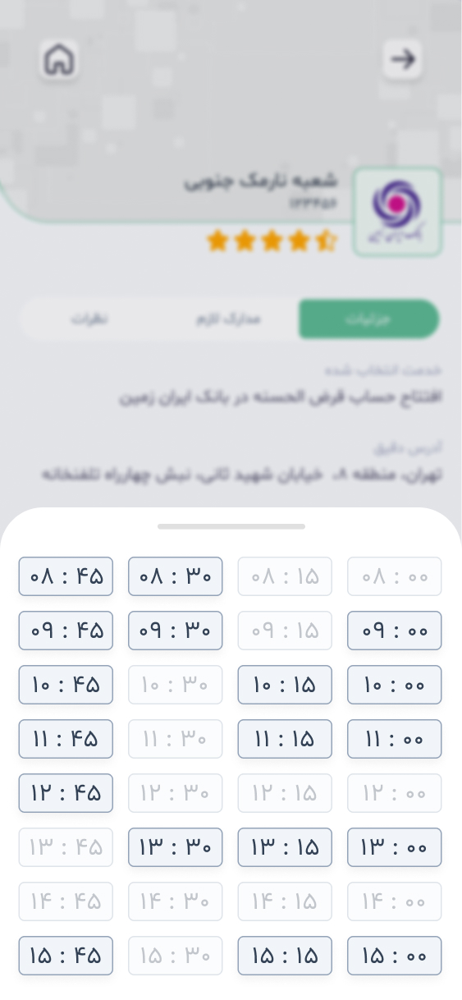 شعبه نارمک جنوبی
۱۲۳۴۵۶
جزئیات
مدارک لازم
نظرات
خدمت انتخاب شده
افتتاح حساب قرض الحسنه در بانک ایران زمین
آدرس دقیق
تهران، منطقه ۸، خیابان شهید ثانی، نبش چهارراه تلفنخانه
۰۸ : ۴۵ ۰۸ : ۳۰ ۰۸ : ۱۵ ۰۸ : ۰۰
۰۹ : ۴۵ ۰۹ : ۳۰ ۰۹ : ۱۵ ۰۹ : ۰۰
۱۰ : ۴۵ ۱۰ : ۳۰ ۱۰ : ۱۵ ۱۰ : ۰۰
۱۱ : ۴۵ ۱۱ : ۳۰ ۱۱ : ۱۵ ۱۱ : ۰۰
۱۲ : ۴۵ ۱۲ : ۳۰ ۱۲ : ۱۵ ۱۲ : ۰۰
۱۳ : ۴۵ ۱۳ : ۳۰ ۱۳ : ۱۵ ۱۳ : ۰۰
۱۴ : ۴۵ ۱۴ : ۳۰ ۱۴ : ۱۵ ۱۴ : ۰۰
۱۵ : ۴۵ ۱۵ : ۳۰ ۱۵ : ۱۵ ۱۵ : ۰۰